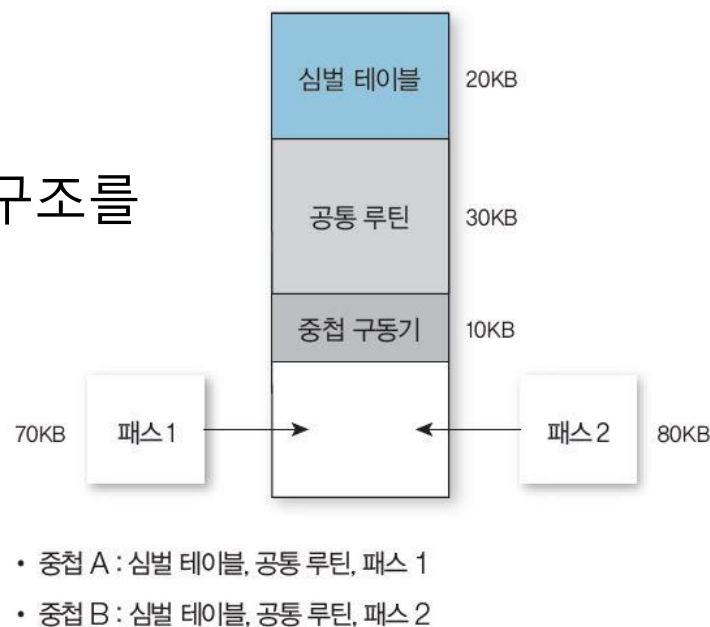 심벌 테이블 20KB
구조를
공통 루틴 30KB
중첩 구동기 10KB
70KB 패스 1 패스 2 80KB
• 중첩 A : 심벌 테이블, 공통 루틴, 패스 1
• 중첩 B : 심벌 테이블, 공통 루틴, 패스 2